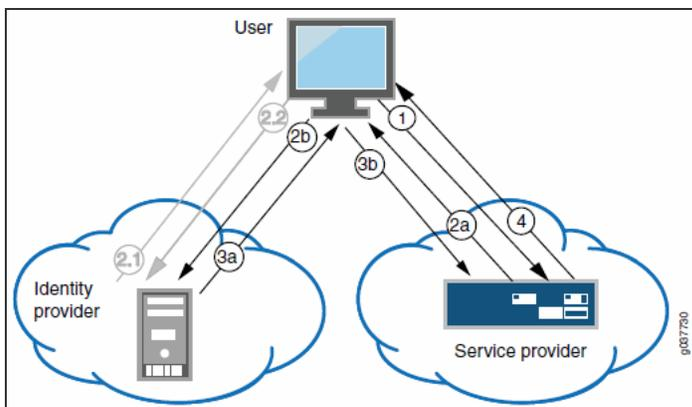 User
1
2.2
2b
3b
2a
4
2.1
3a
Identity
provider
Service provider
g037730